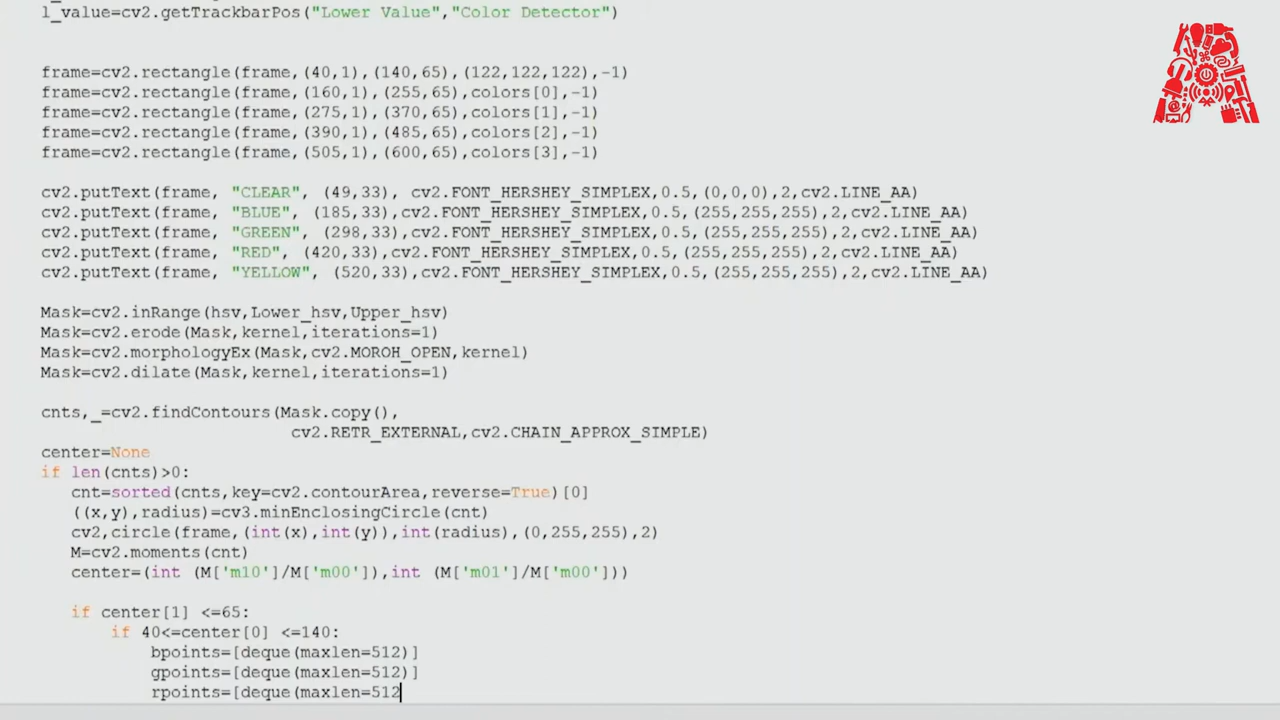 l_value=cv2.getTrackbarPos("Lower Value","Color Detector")
frame=cv2.rectangle(frame,(40,1),(140,65),(122,122,122),-1)
frame=cv2.rectangle(frame,(160,1),(255,65),colors[0],-1)
frame=cv2.rectangle(frame,(275,1),(370,65),colors[1],-1)
frame=cv2.rectangle(frame,(390,1),(485,65),colors[2],-1)
frame=cv2.rectangle(frame,(505,1),(600,65),colors[3],-1)
cv2.putText(frame, "CLEAR", (49,33), cv2.FONT_HERSHEY_SIMPLEX,0.5,(0,0,0),2,cv2.LINE_AA)
cv2.putText(frame, "BLUE", (185,33),cv2.FONT_HERSHEY_SIMPLEX,0.5,(255,255,255),2,cv2.LINE_AA)
cv2.putText(frame, "GREEN", (298,33),cv2.FONT_HERSHEY_SIMPLEX,0.5,(255,255,255),2,cv2.LINE_AA)
cv2.putText(frame, "RED", (420,33),cv2.FONT_HERSHEY_SIMPLEX,0.5,(255,255,255),2,cv2.LINE_AA)
cv2.putText(frame, "YELLOW", (520,33),cv2.FONT_HERSHEY_SIMPLEX,0.5,(255,255,255),2,cv2.LINE_AA)
Mask=cv2.inRange(hsv,Lower_hsv,Upper_hsv)
Mask=cv2.erode(Mask,kernel,iterations=1)
Mask=cv2.morphologyEx(Mask,cv2.MOROH_OPEN,kernel)
Mask=cv2.dilate(Mask,kernel,iterations=1)
cnts,_=cv2.findContours(Mask.copy(),
cv2.RETR_EXTERNAL,cv2.CHAIN_APPROX_SIMPLE)
center=None
if len(cnts)>0:
cnt=sorted(cnts,key=cv2.contourArea,reverse=True)[0]
((x,y),radius)=cv3.minEnclosingCircle(cnt)
cv2,circle(frame,(int(x),int(y)),int(radius),(0,255,255),2)
M=cv2.moments(cnt)
center=(int (M['m10']/M['m00']),int (M['m01']/M['m00']))
if center[1] <=65:
if 40<=center[0] <=140:
bpoints=[deque(maxlen=512)]
gpoints=[deque(maxlen=512)]
rpoints=[deque(maxlen=512